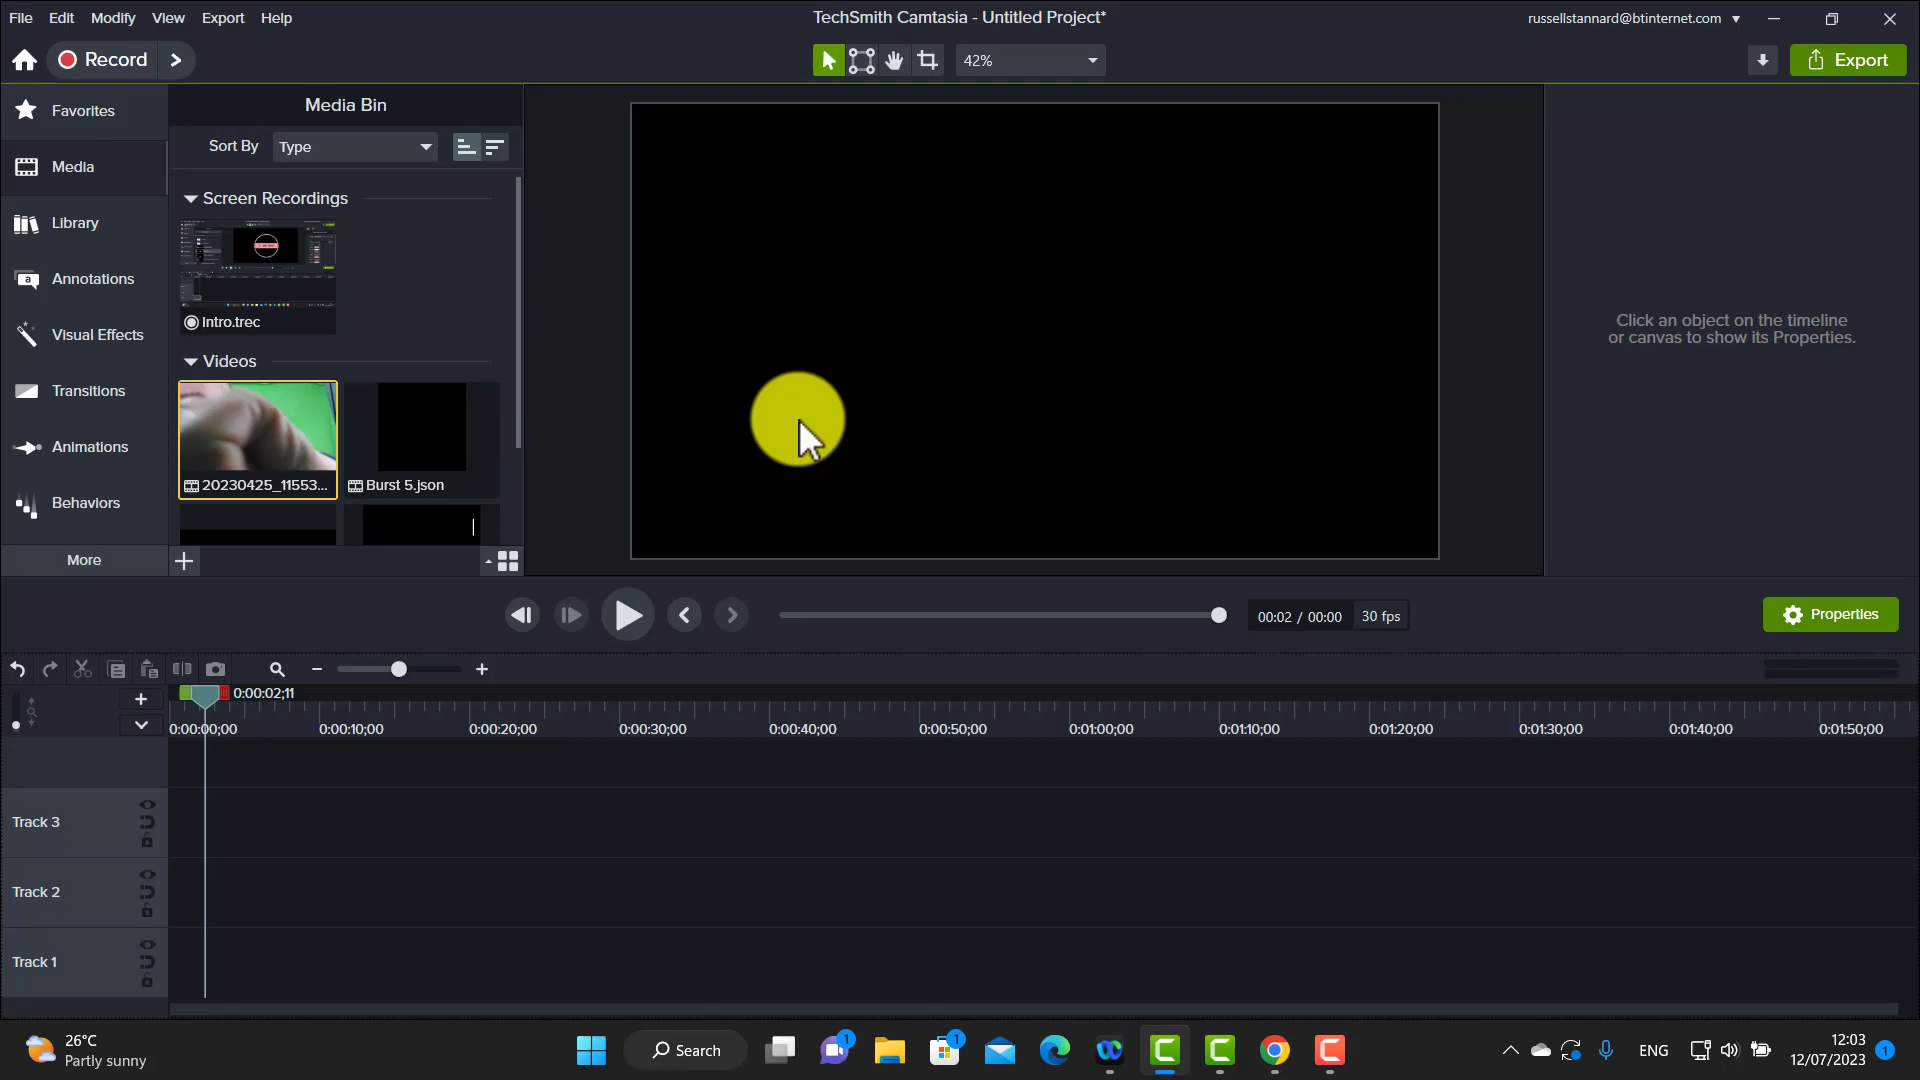 File Edit Modify View Export Help
TechSmith Camtasia - Untitled Project*
russellstannard@btinternet.com
Record
42%
Export
Favorites
Media
Library
Annotations
Visual Effects
Transitions
Animations
Behaviors
More
Media Bin
Sort By Type
Screen Recordings
Intro.trec
Videos
20230425_11553...
Burst 5.json
Click an object on the timeline
or canvas to show its Properties.
00:02 / 00:00 30 fps
Properties
0:00:02;11
0:00:00;00 0:00:10;00 0:00:20;00 0:00:30;00 0:00:40;00 0:00:50;00 0:01:00;00 0:01:10;00 0:01:20;00 0:01:30;00 0:01:40;00 0:01:50;00
Track 3
Track 2
Track 1
26°C
Partly sunny
Search
1
1
ENG
12:03
12/07/2023
1